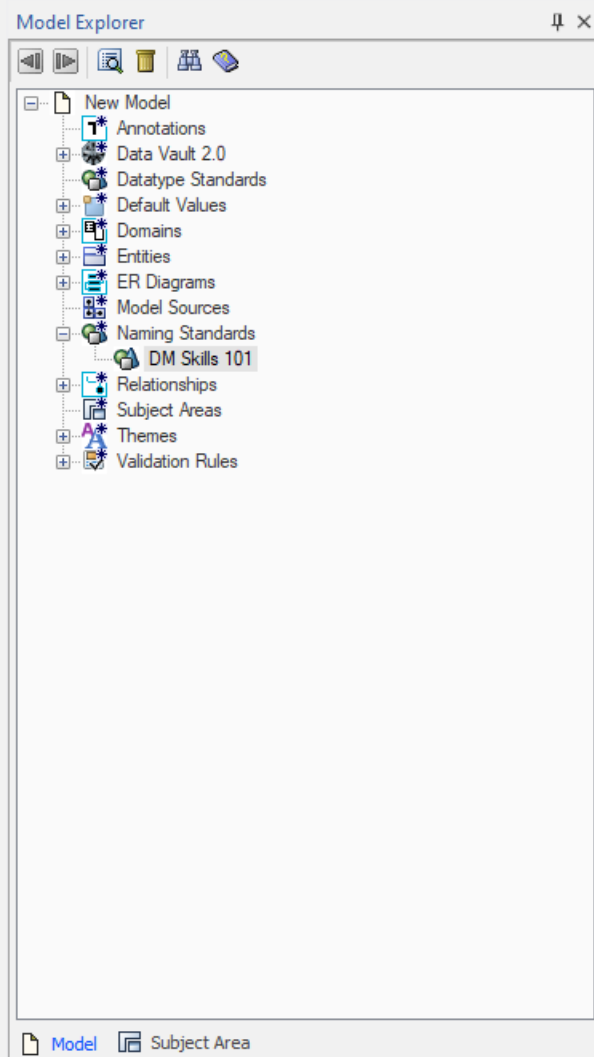 Model Explorer
New Model
Annotations
Data Vault 2.0
Datatype Standards
Default Values
Domains
Entities
ER Diagrams
Model Sources
Naming Standards
DM Skills 101
Relationships
Subject Areas
Themes
Validation Rules
Model Subject Area